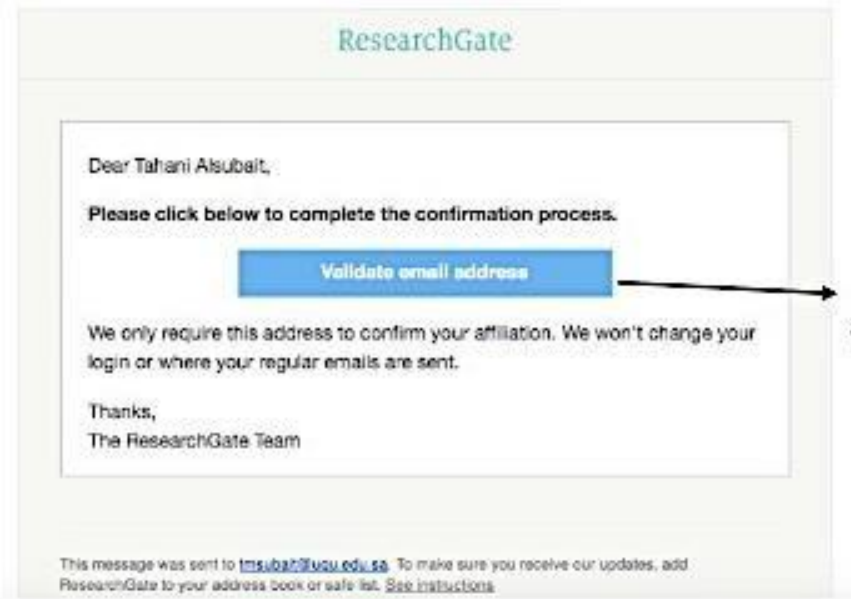 ResearchGate
Dear Tahani Alsubait,
Please click below to complete the confirmation process.
Validate email address
We only require this address to confirm your affiliation. We won't change your
login or where your regular emails are sent.
Thanks,
The ResearchGate Team
This message was sent to tmsubait@uqu.edu.sa. To make sure you receive our updates, add
ResearchGate to your address book or safe list. See instructions